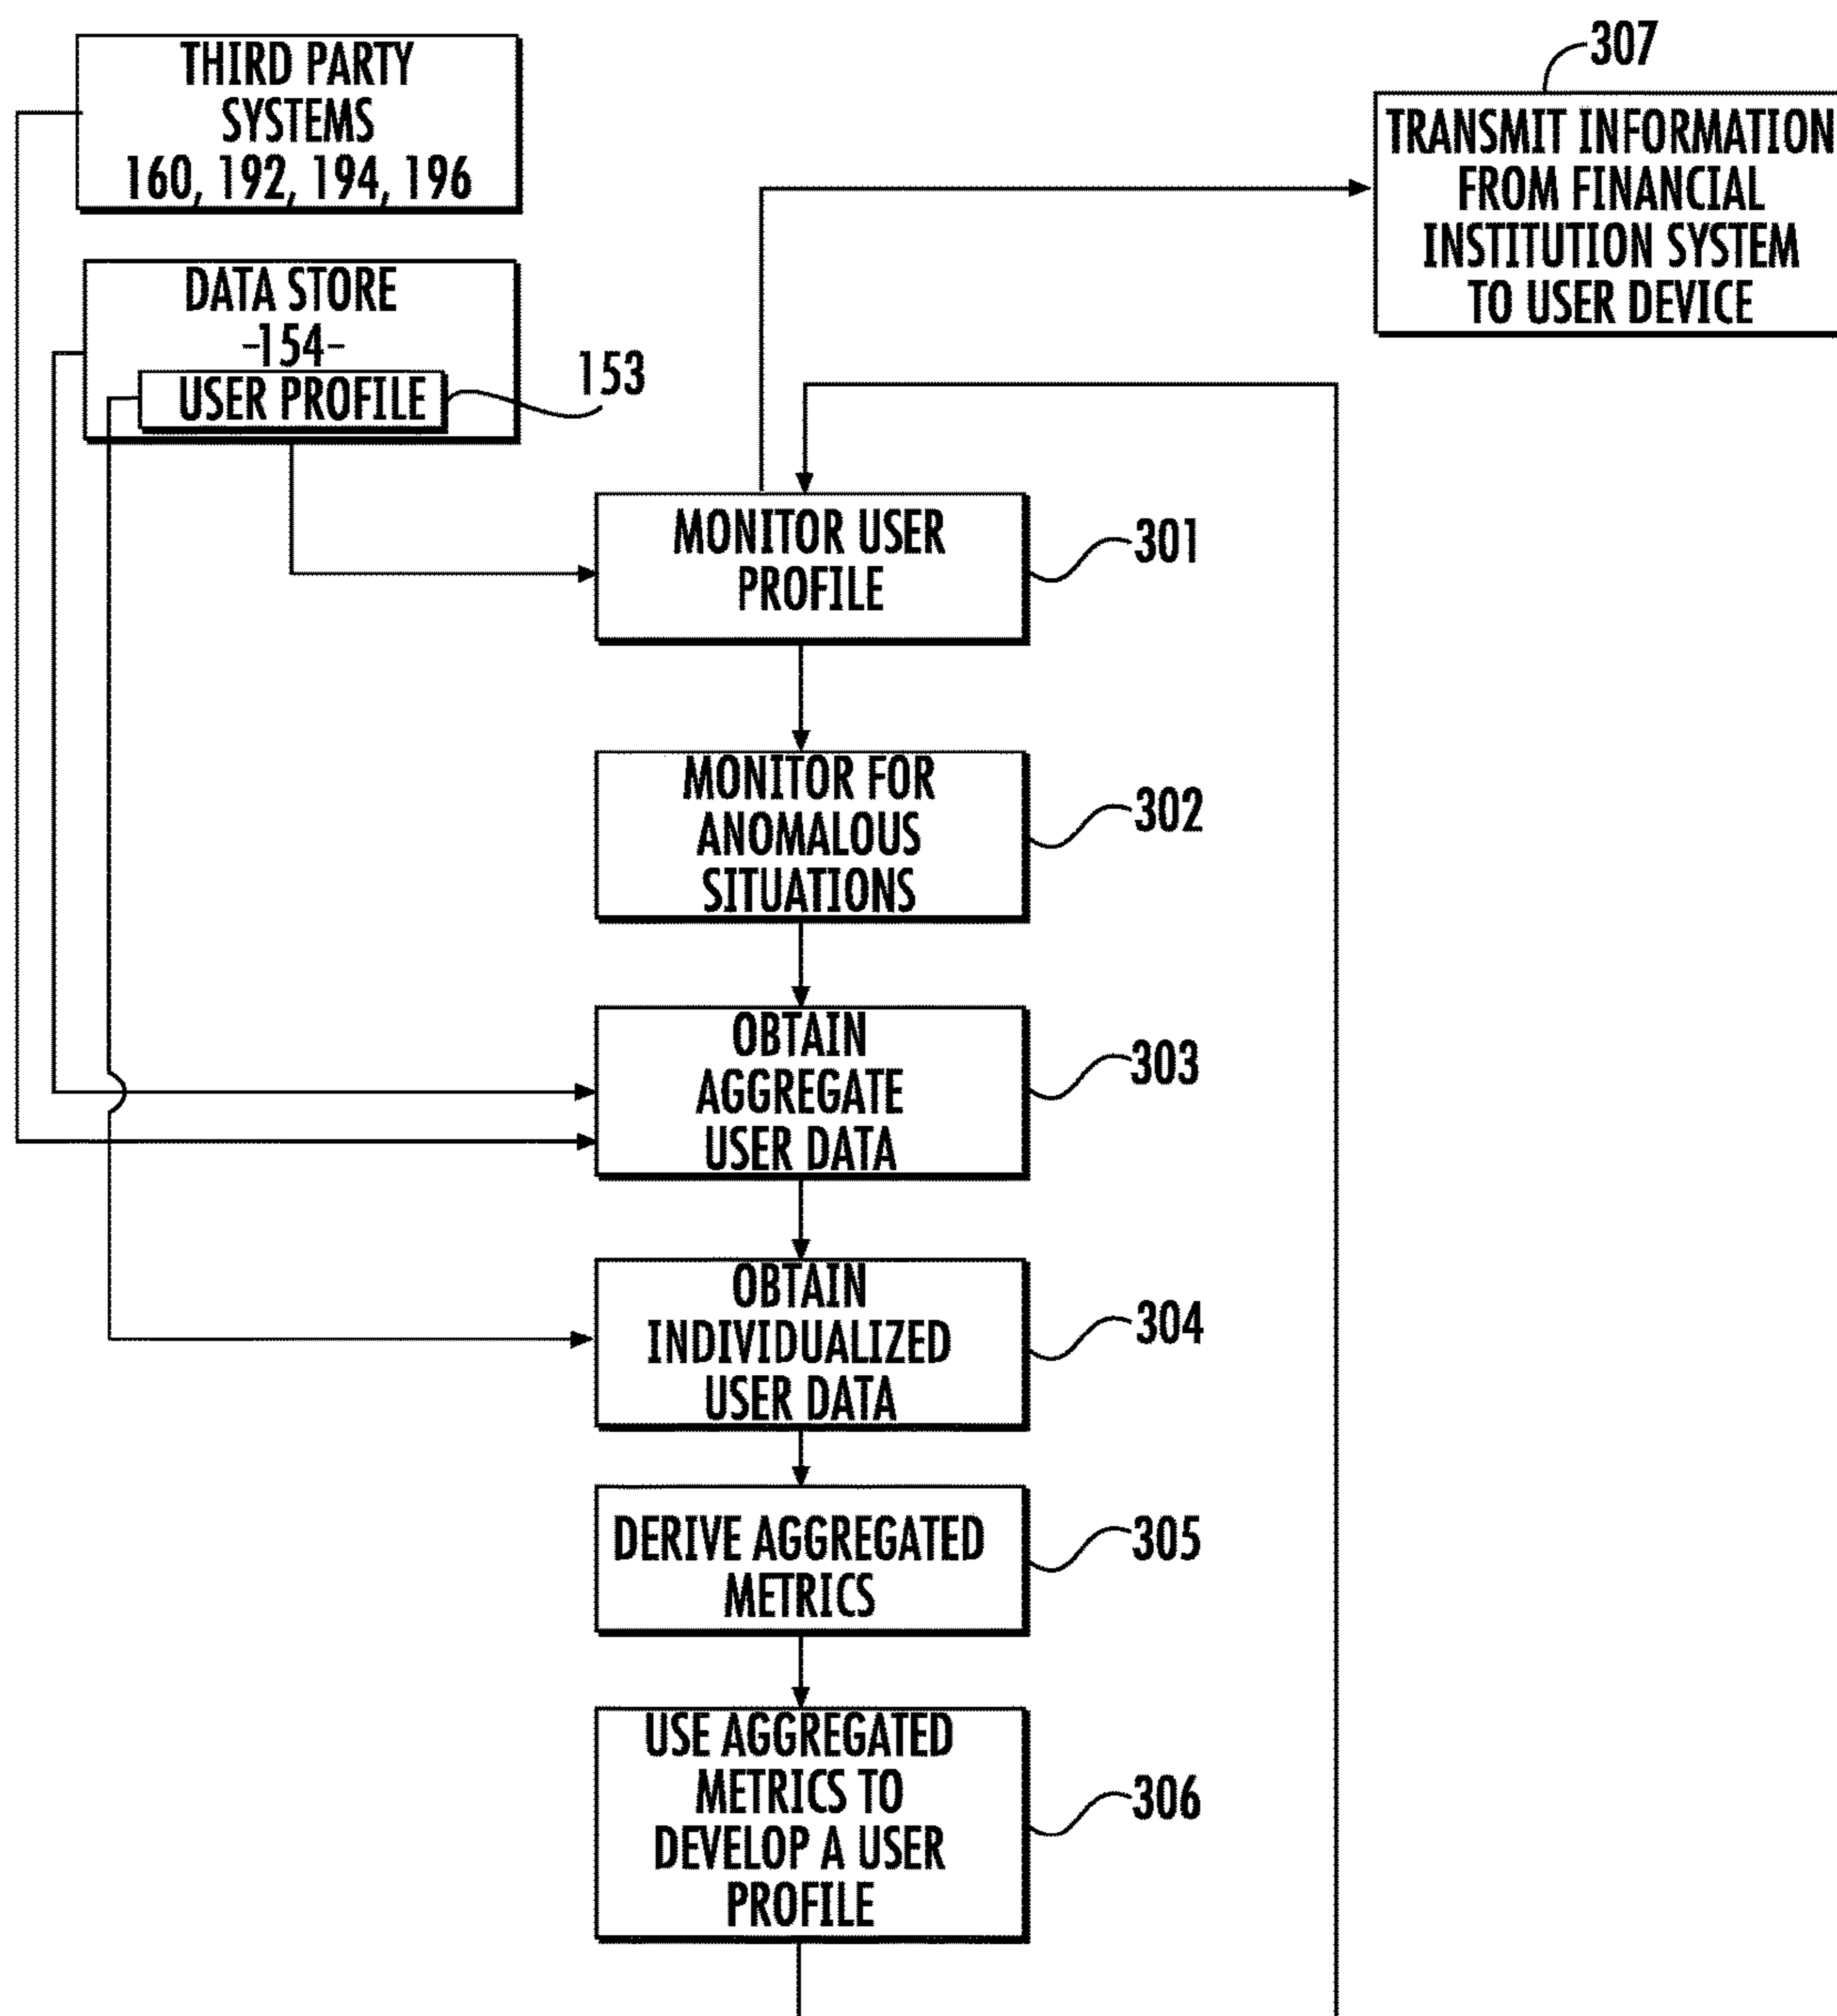 THIRD PARTY
SYSTEMS
160, 192, 194, 196
307
TRANSMIT INFORMATION
FROM FINANCIAL
INSTITUTION SYSTEM
TO USER DEVICE
DATA STORE
-154-
USER PROFILE
153
MONITOR USER
PROFILE
301
MONITOR FOR
ANOMALOUS
SITUATIONS
302
OBTAIN
AGGREGATE
USER DATA
303
OBTAIN
INDIVIDUALIZED
USER DATA
304
DERIVE AGGREGATED
METRICS
305
USE AGGREGATED
METRICS TO
DEVELOP A USER
PROFILE
306